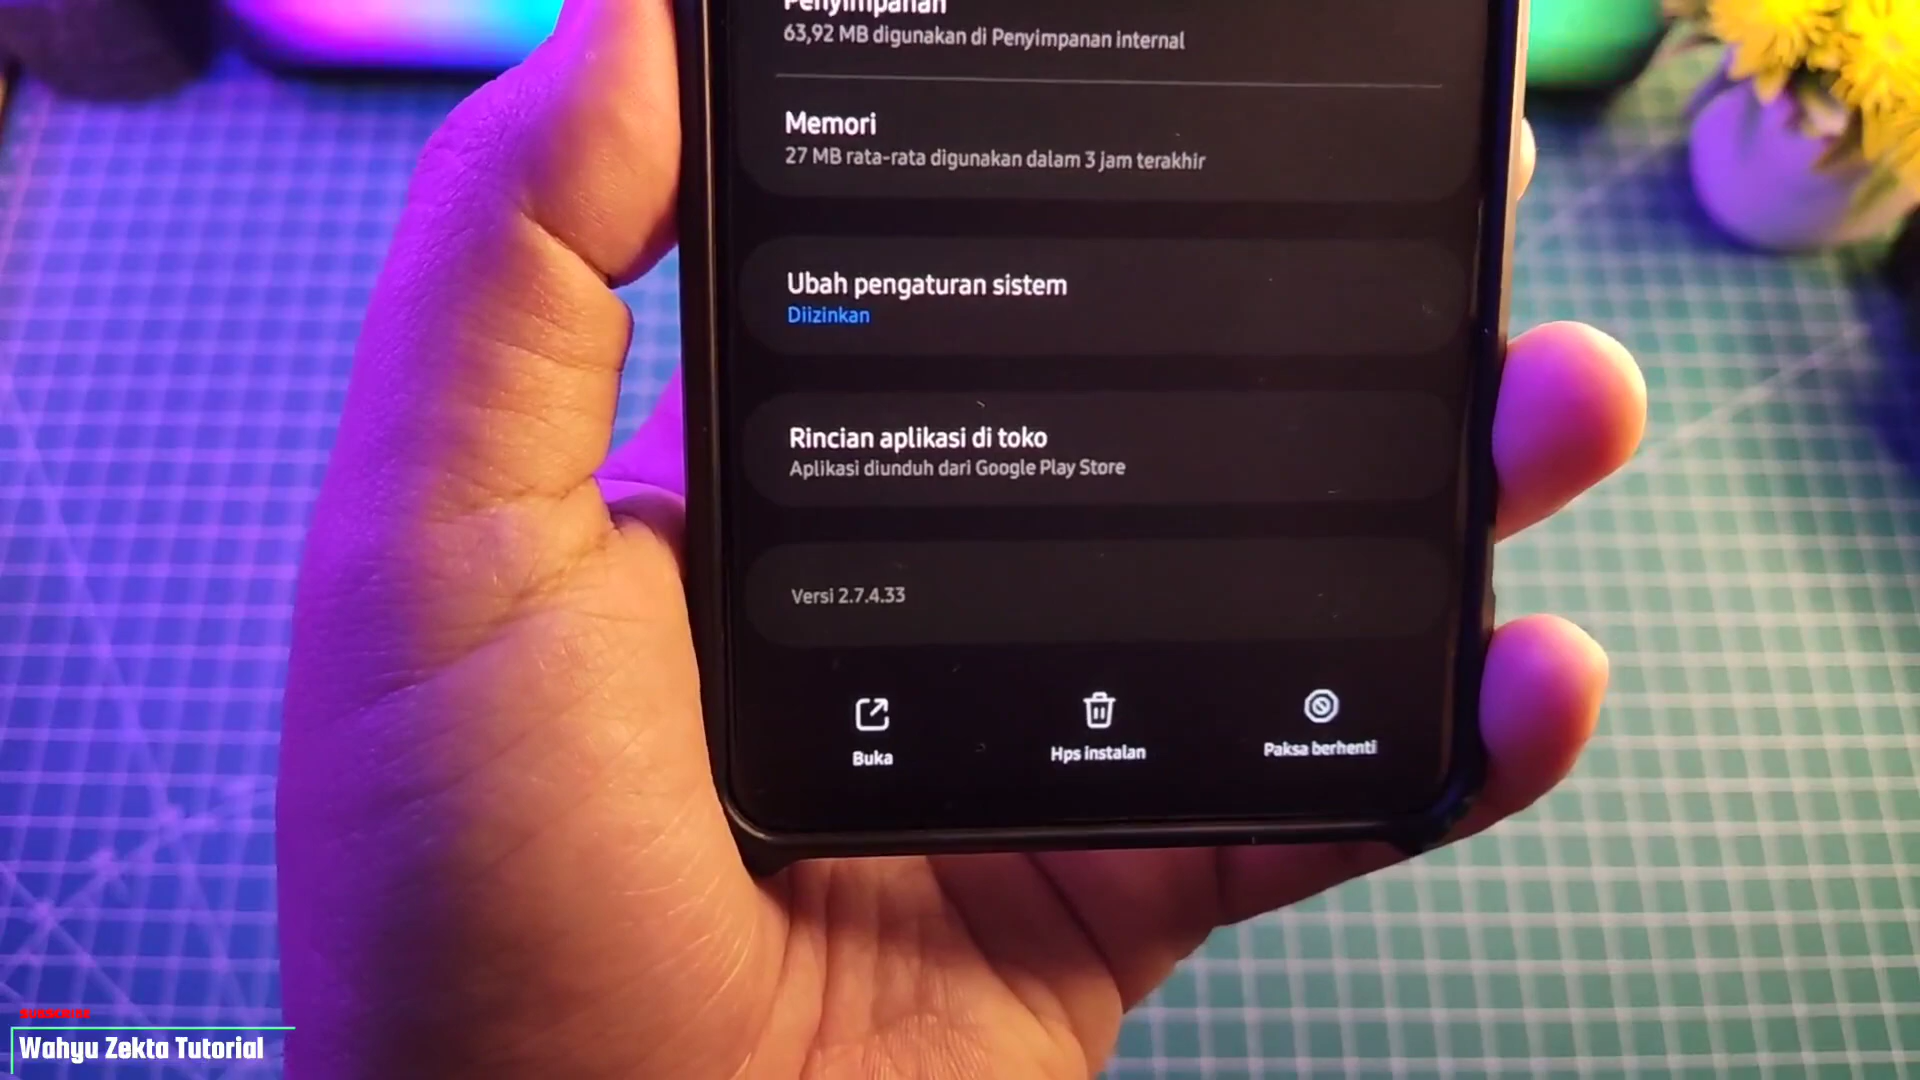 Penyimpanan
63,92 MB digunakan di Penyimpanan internal
Memori
27 MB rata-rata digunakan dalam 3 jam terakhir
Ubah pengaturan sistem
Diizinkan
Rincian aplikasi di toko
Aplikasi diunduh dari Google Play Store
Versi 2.7.4.33
Buka
Hps instalan
Paksa berhenti
SUBSCRIBE
Wahyu Zekta Tutorial